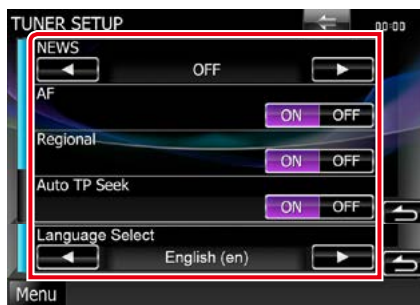 TUNER SETUP
00:00
NEWS
OFF
AF
ON OFF
Regional
ON OFF
Auto TP Seek
ON OFF
Language Select
English (en)
Menu